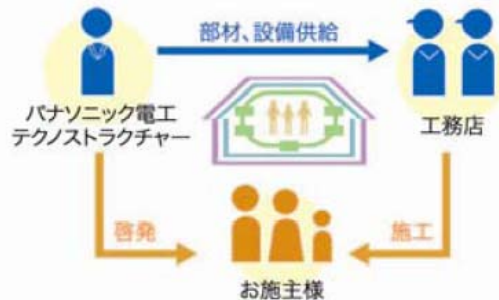 部材、設備供給
パナソニック電工
テクノストラクチャー
工務店
啓発
施工
お施主様